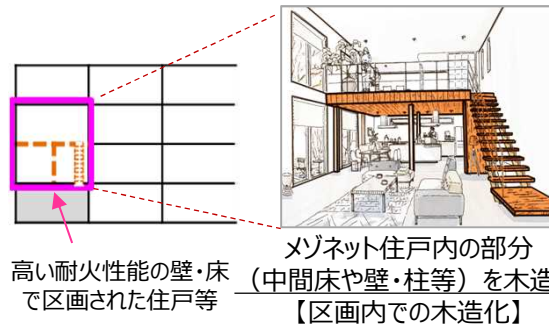 高い耐火性能の壁・床
で区画された住戸等
メゾネット住戸内の部分
（中間床や壁・柱等）を木造
【区画内での木造化】